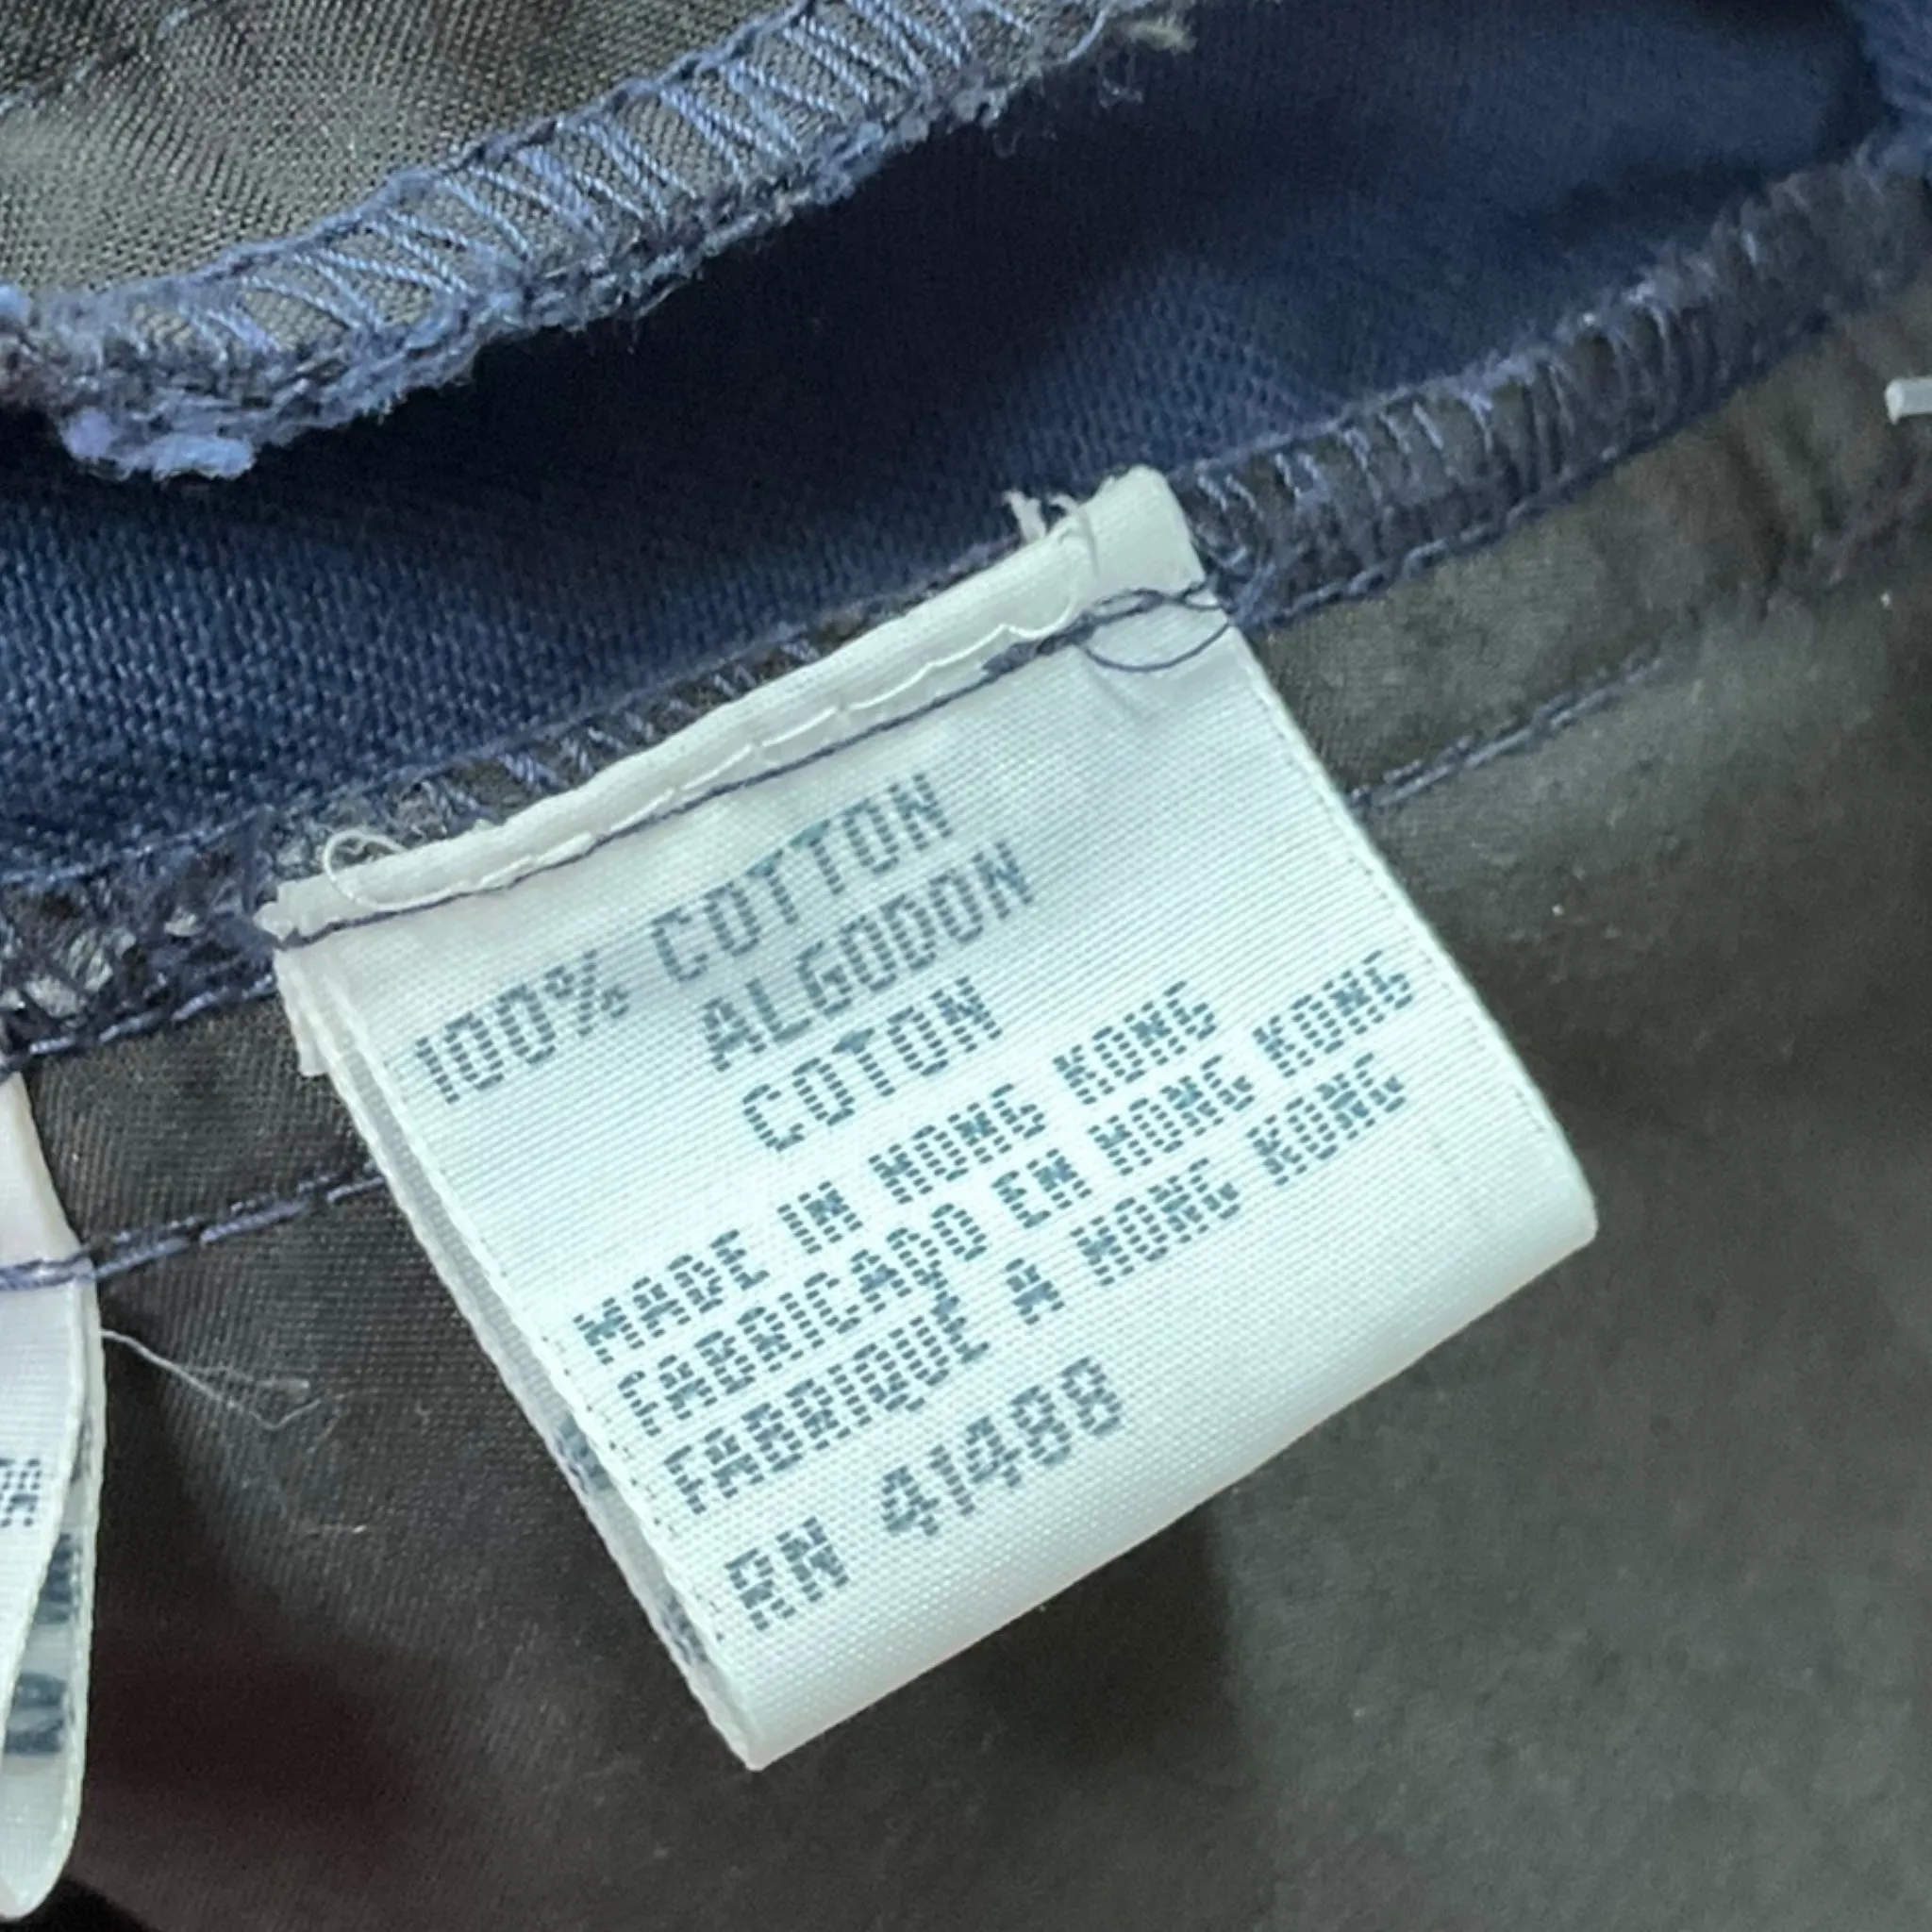 100% COTTON
ALGODON
COTON
MADE IN HONG KONG
FABRICADO EN HONG KONG
FABRIQUÉ A HONG KONG
RN 41488